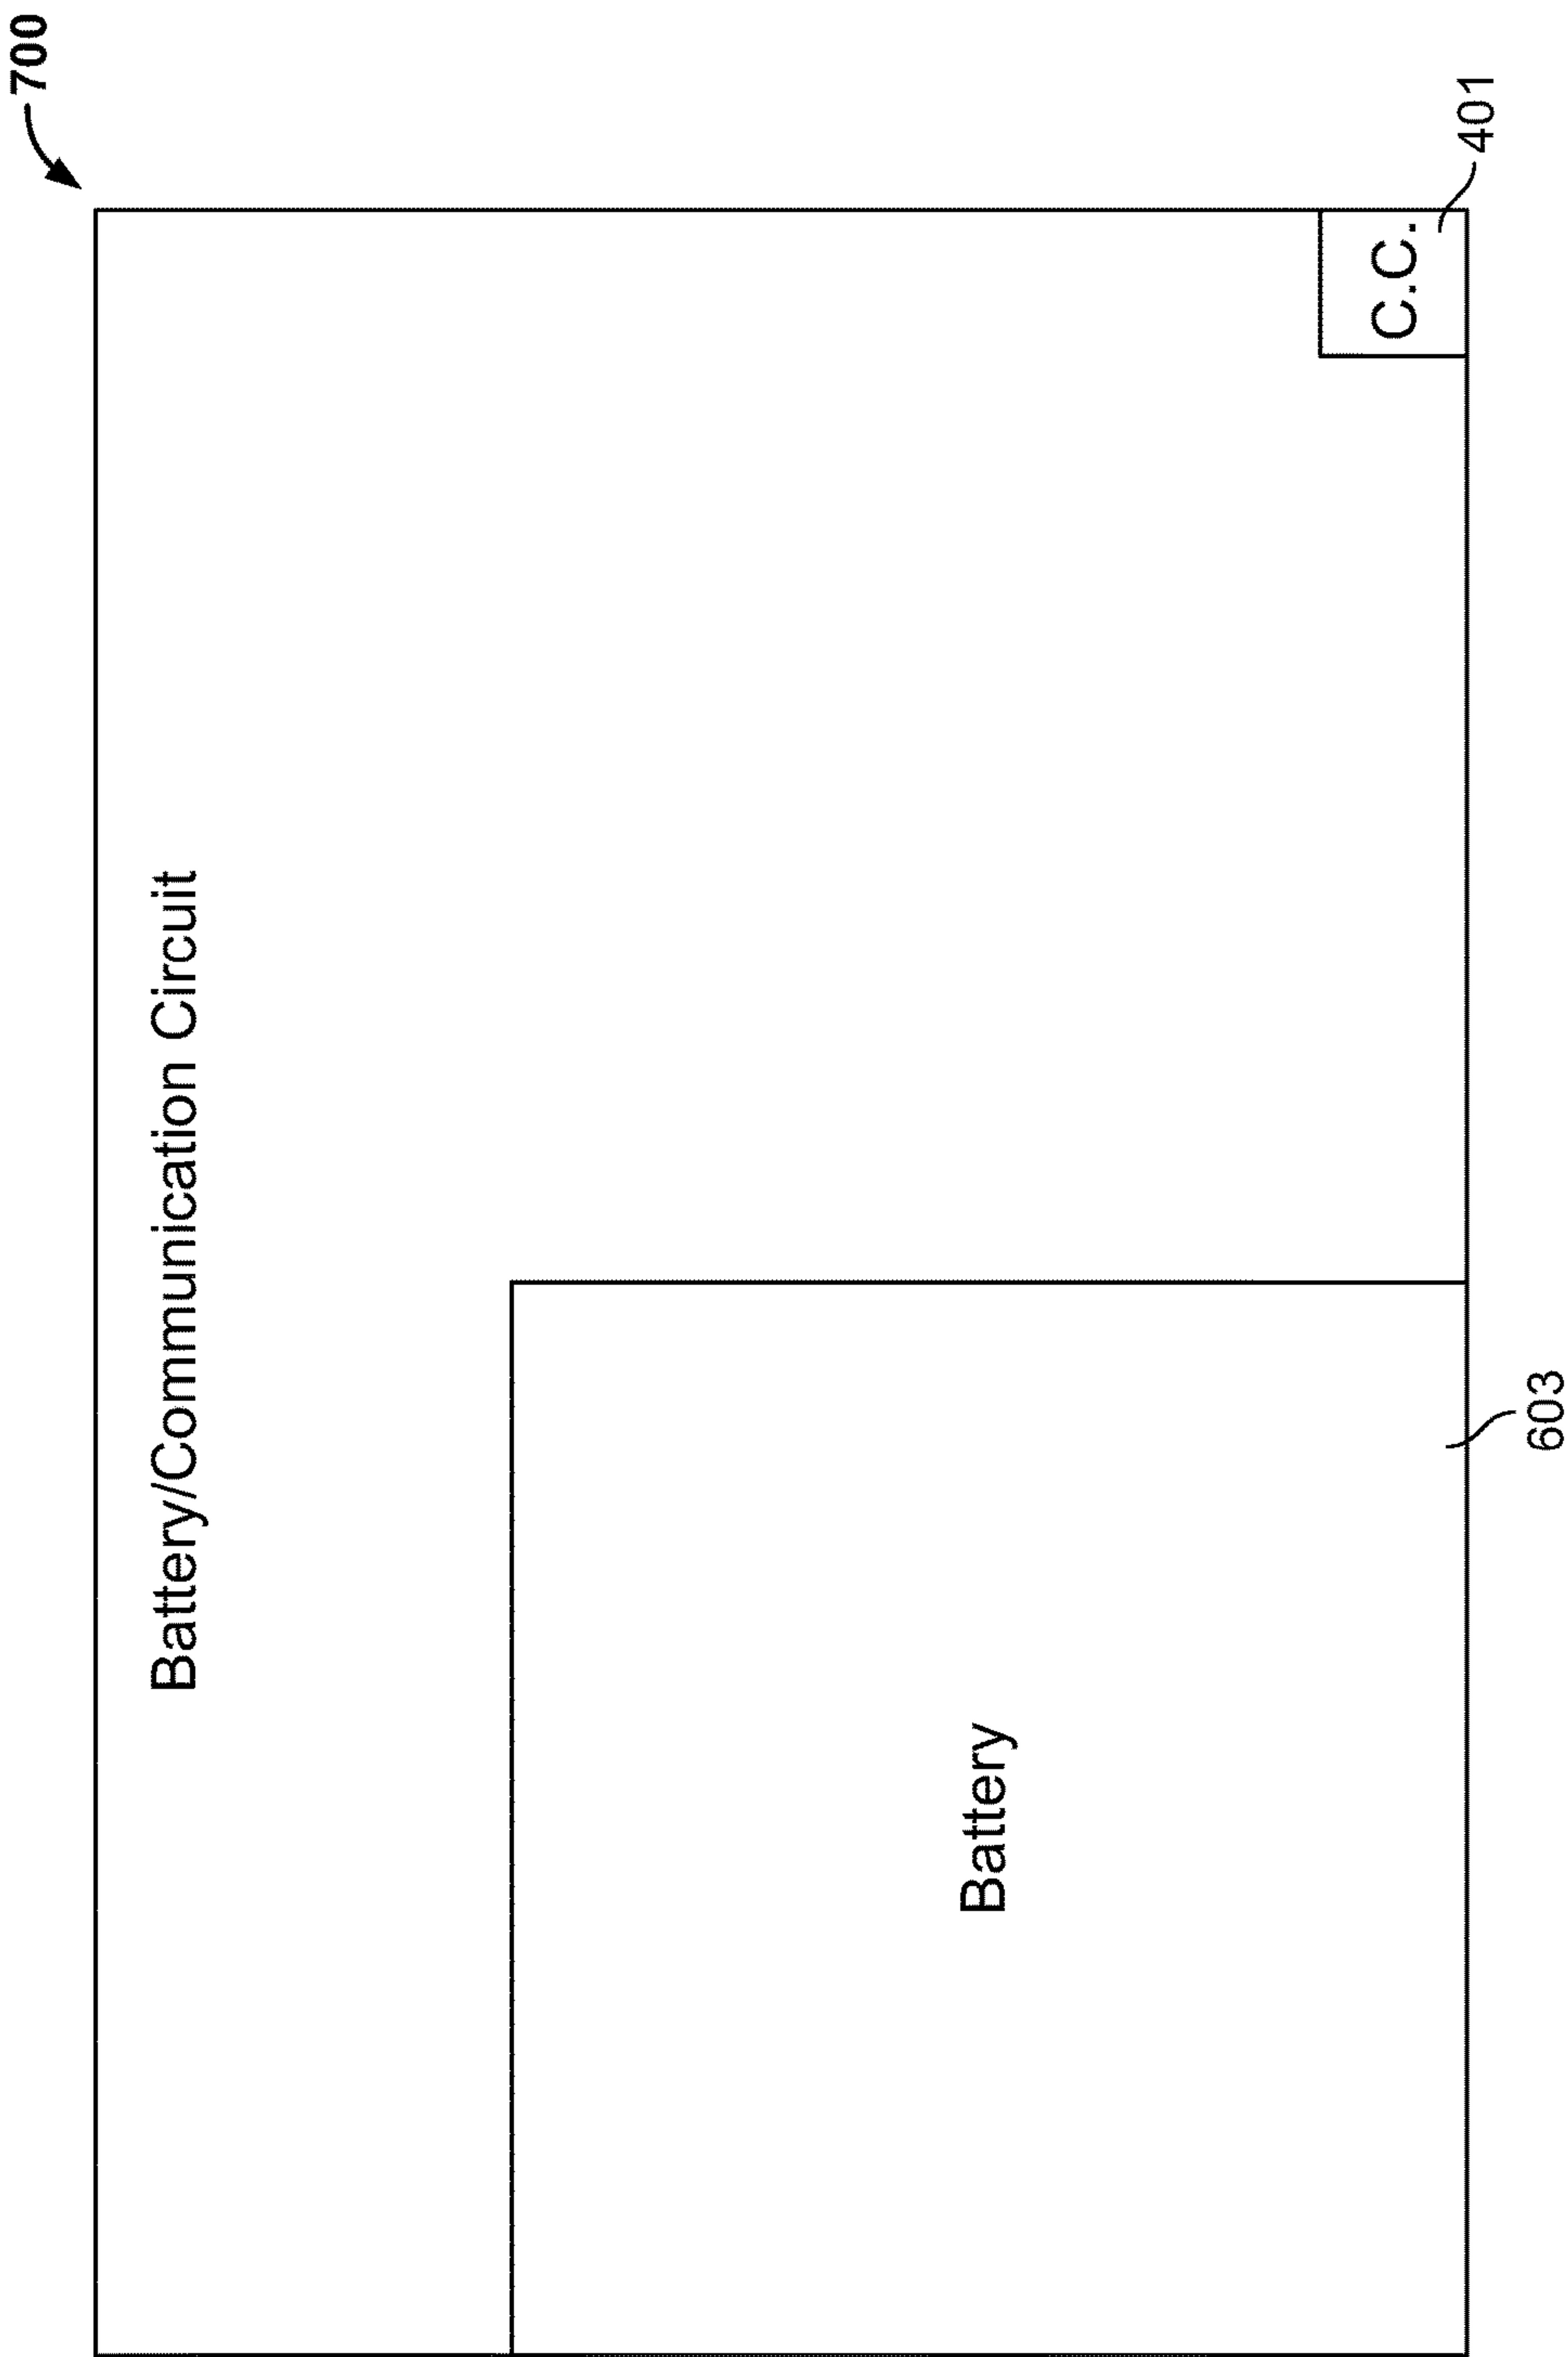 700
Battery/Communication Circuit
Battery
C.C.
603
401